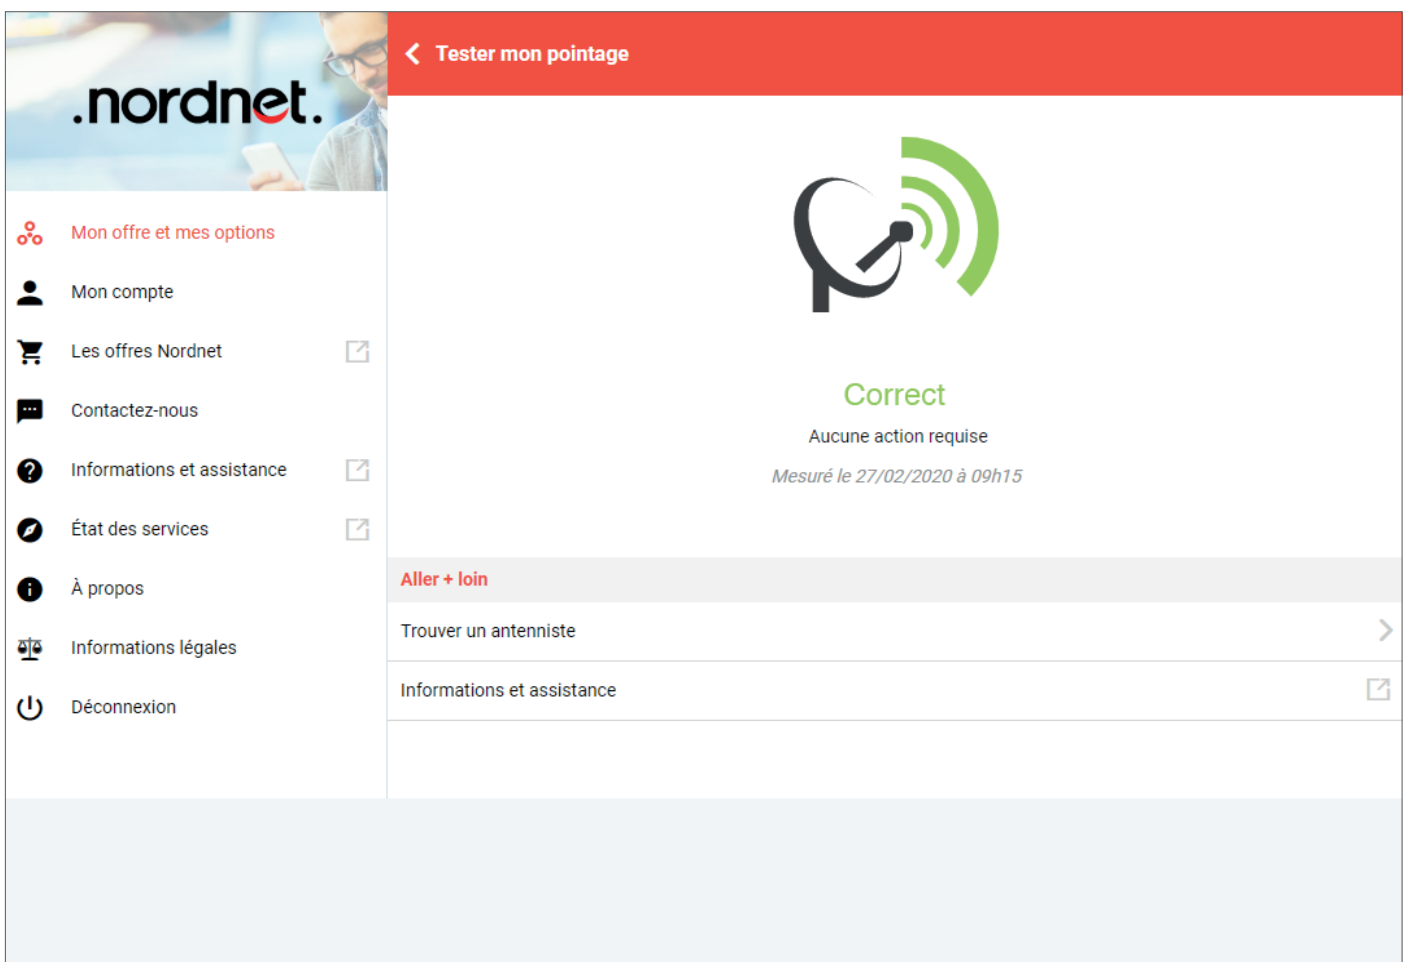 .nordnet.
Mon offre et mes options
Mon compte
Les offres Nordnet
Contactez-nous
Informations et assistance
État des services
À propos
Informations légales
Déconnexion
Tester mon pointage
Correct
Aucune action requise
Mesuré le 27/02/2020 à 09h15
Aller + loin
Trouver un antenniste
Informations et assistance